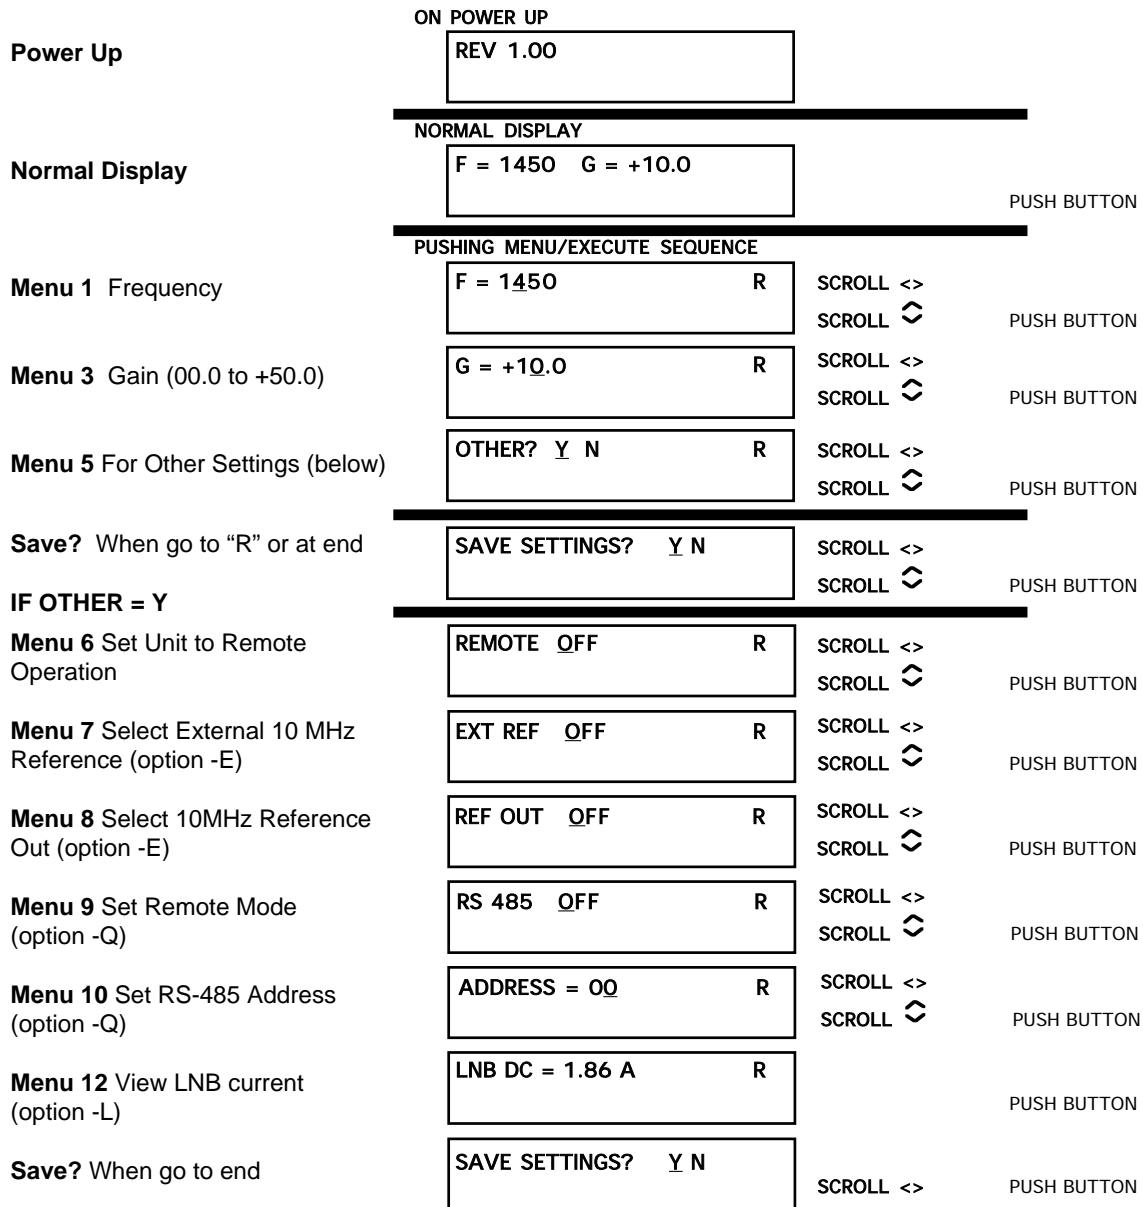 ON POWER UP
Power Up
REV 1.00
NORMAL DISPLAY
Normal Display
F = 1450 G = +10.0
PUSH BUTTON
PUSHING MENU/EXECUTE SEQUENCE
Menu 1 Frequency
F = 1450 R
SCROLL <>
SCROLL
PUSH BUTTON
Menu 3 Gain (00.0 to +50.0)
G = +10.0 R
SCROLL <>
SCROLL
PUSH BUTTON
Menu 5 For Other Settings (below)
OTHER? Y N R
SCROLL <>
SCROLL
PUSH BUTTON
Save? When go to “R” or at end
SAVE SETTINGS? Y N
SCROLL <>
SCROLL
PUSH BUTTON
IF OTHER = Y
Menu 6 Set Unit to Remote
Operation
REMOTE OFF R
SCROLL <>
SCROLL
PUSH BUTTON
Menu 7 Select External 10 MHz
Reference (option -E)
EXT REF OFF R
SCROLL <>
SCROLL
PUSH BUTTON
Menu 8 Select 10MHz Reference
Out (option -E)
REF OUT OFF R
SCROLL <>
SCROLL
PUSH BUTTON
Menu 9 Set Remote Mode
(option -Q)
RS 485 OFF R
SCROLL <>
SCROLL
PUSH BUTTON
Menu 10 Set RS-485 Address
(option -Q)
ADDRESS = 00 R
SCROLL <>
SCROLL
PUSH BUTTON
Menu 12 View LNB current
(option -L)
LNB DC = 1.86 A R
PUSH BUTTON
Save? When go to end
SAVE SETTINGS? Y N
SCROLL <>
PUSH BUTTON